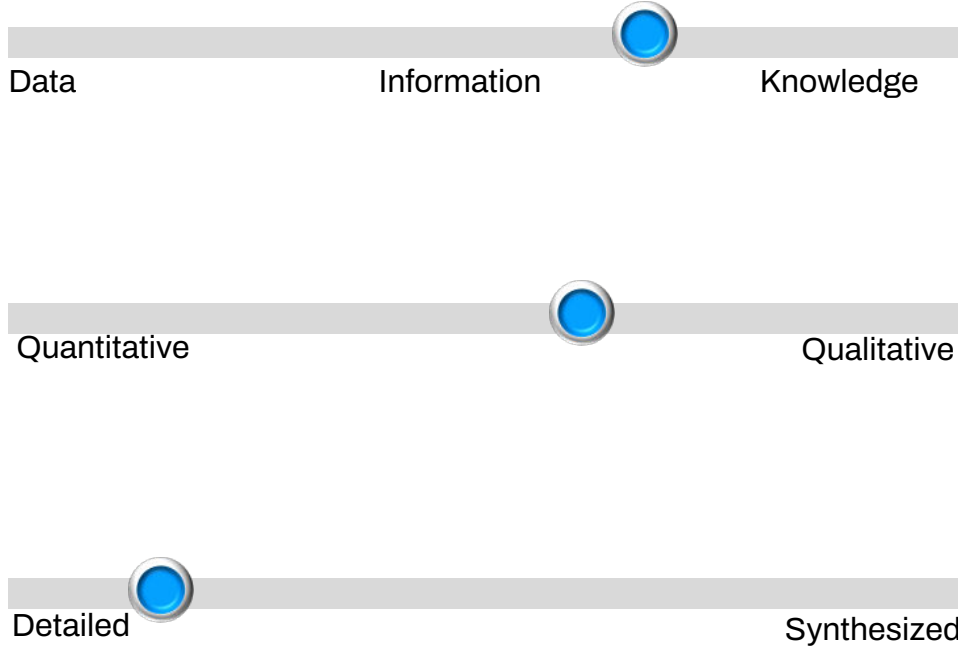 Data Information Knowledge
Quantitative Qualitative
Detailed Synthesized